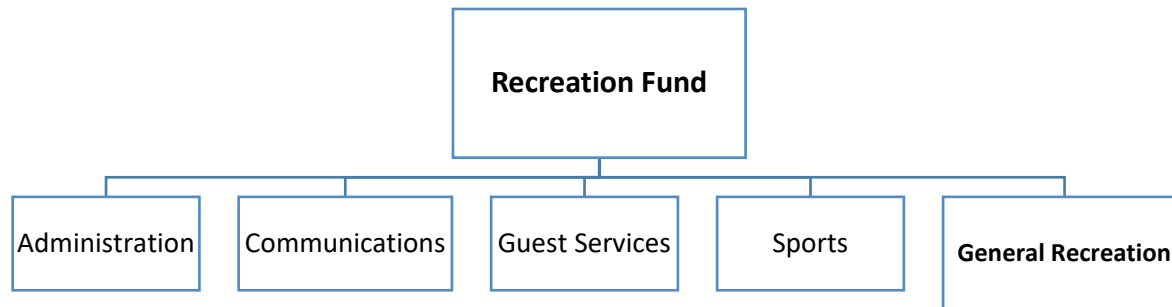 Recreation Fund
Administration
Communications
Guest Services
Sports
General Recreation